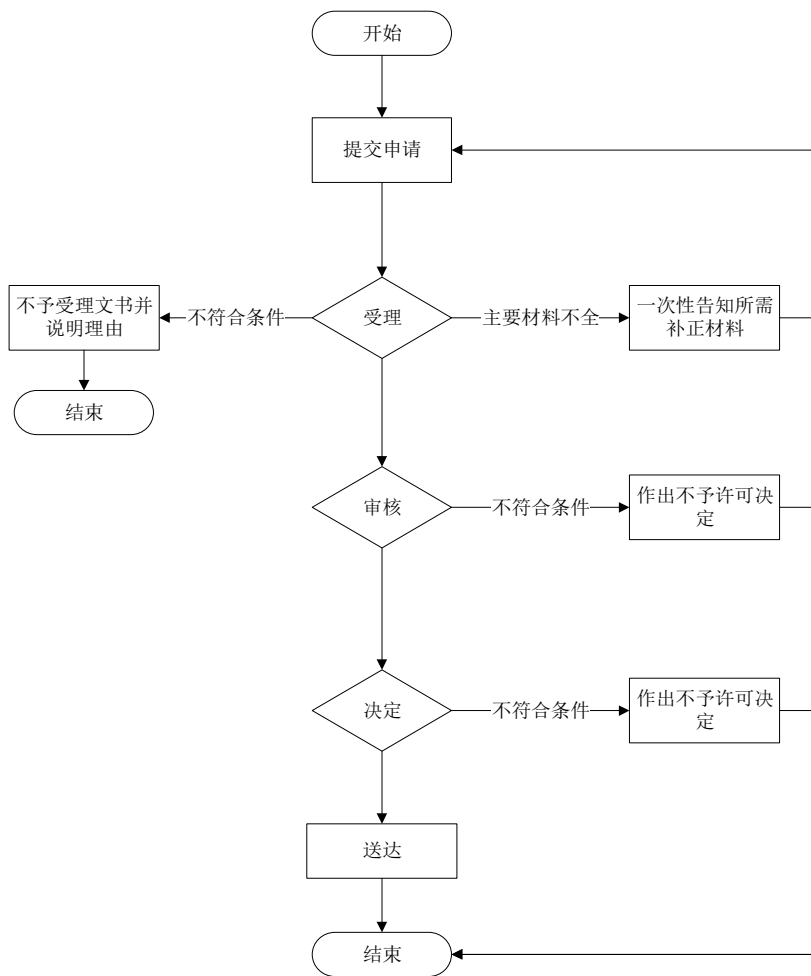 开始
提交申请
不予受理文书并
说明理由
不符合条件
受理
主要材料不全
一次性告知所需
补正材料
结束
审核
不符合条件
作出不予许可决
定
决定
不符合条件
作出不予许可决
定
送达
结束